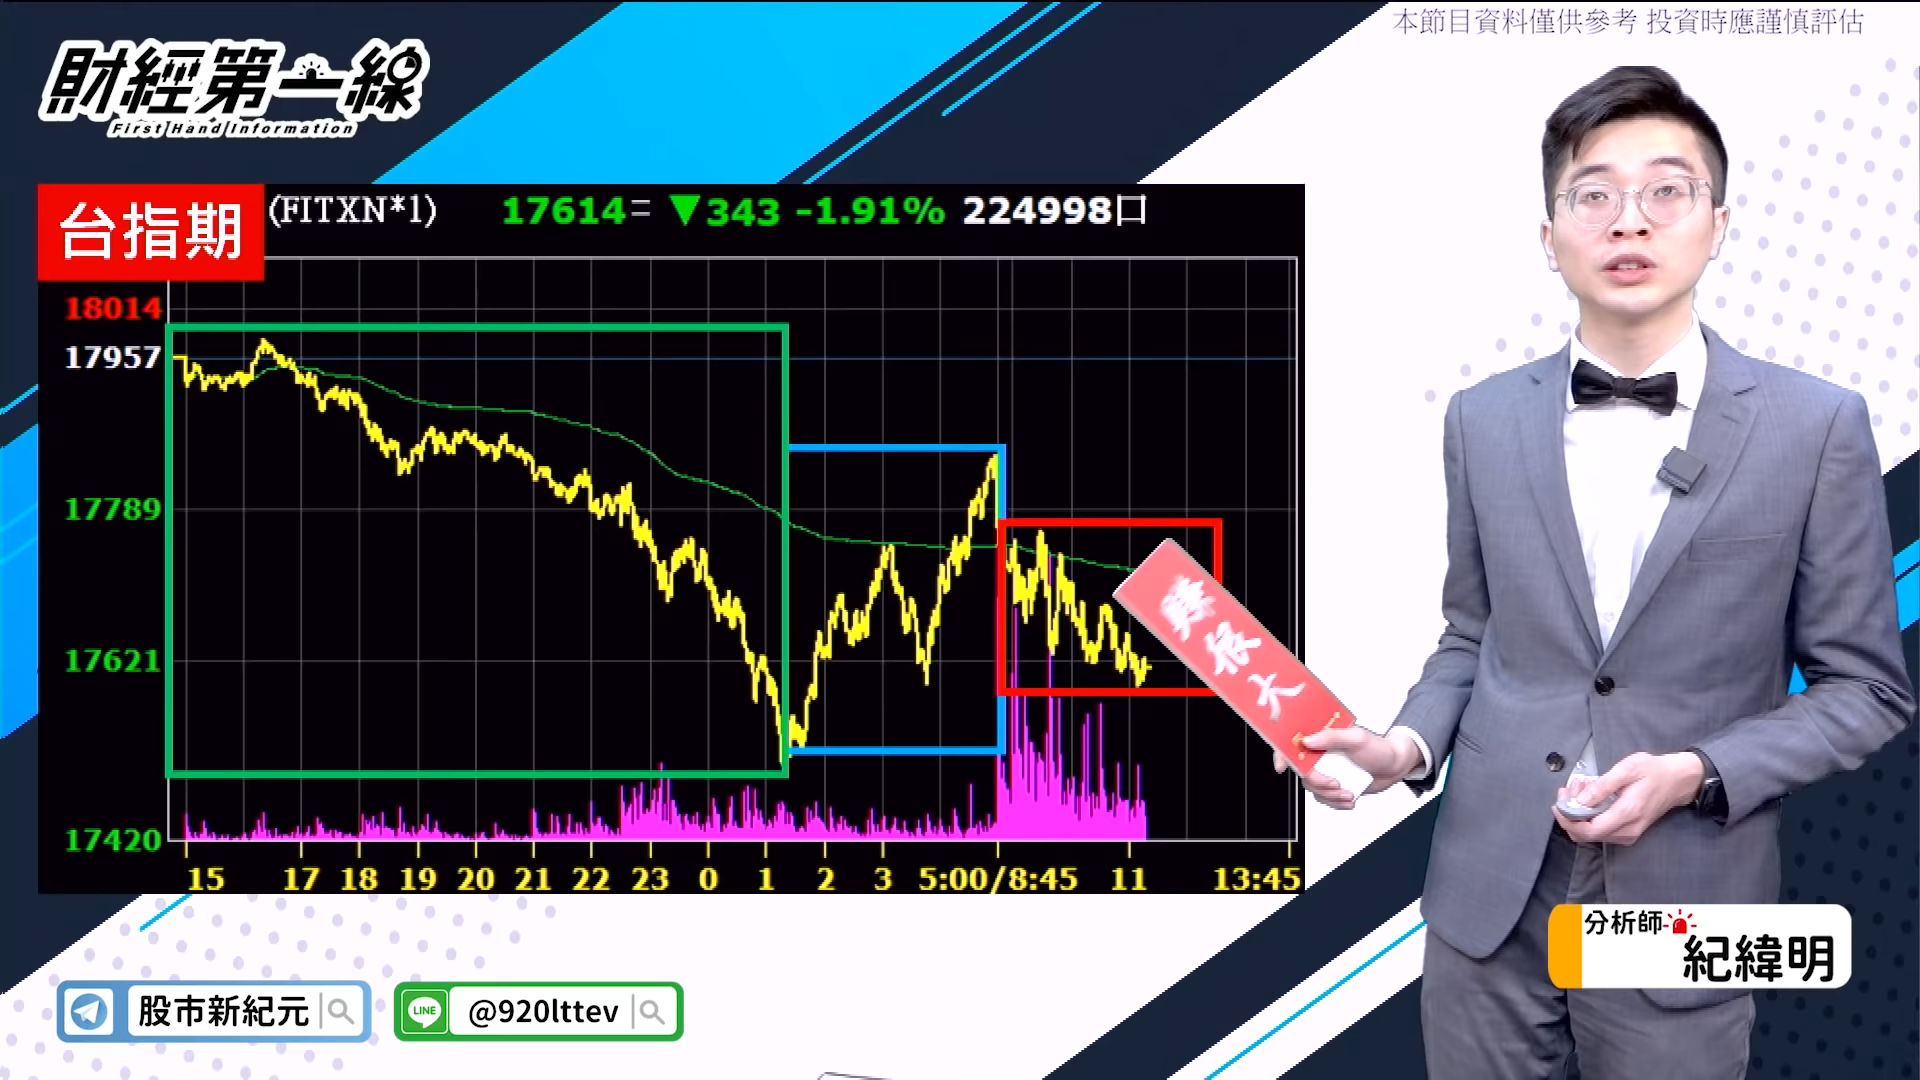 本節目資料僅供參考 投資時應謹慎評估
財經第一線
First Hand Information
台指期
(FITXN*1) 17614= ▼343 -1.91% 224998口
18014
17957
17789
17621
17420
15 17 18 19 20 21 22 23 0 1 2 3 5:00/8:45 11 13:45
賺很大
分析師
紀緯明
股市新紀元
LINE
@920lttev